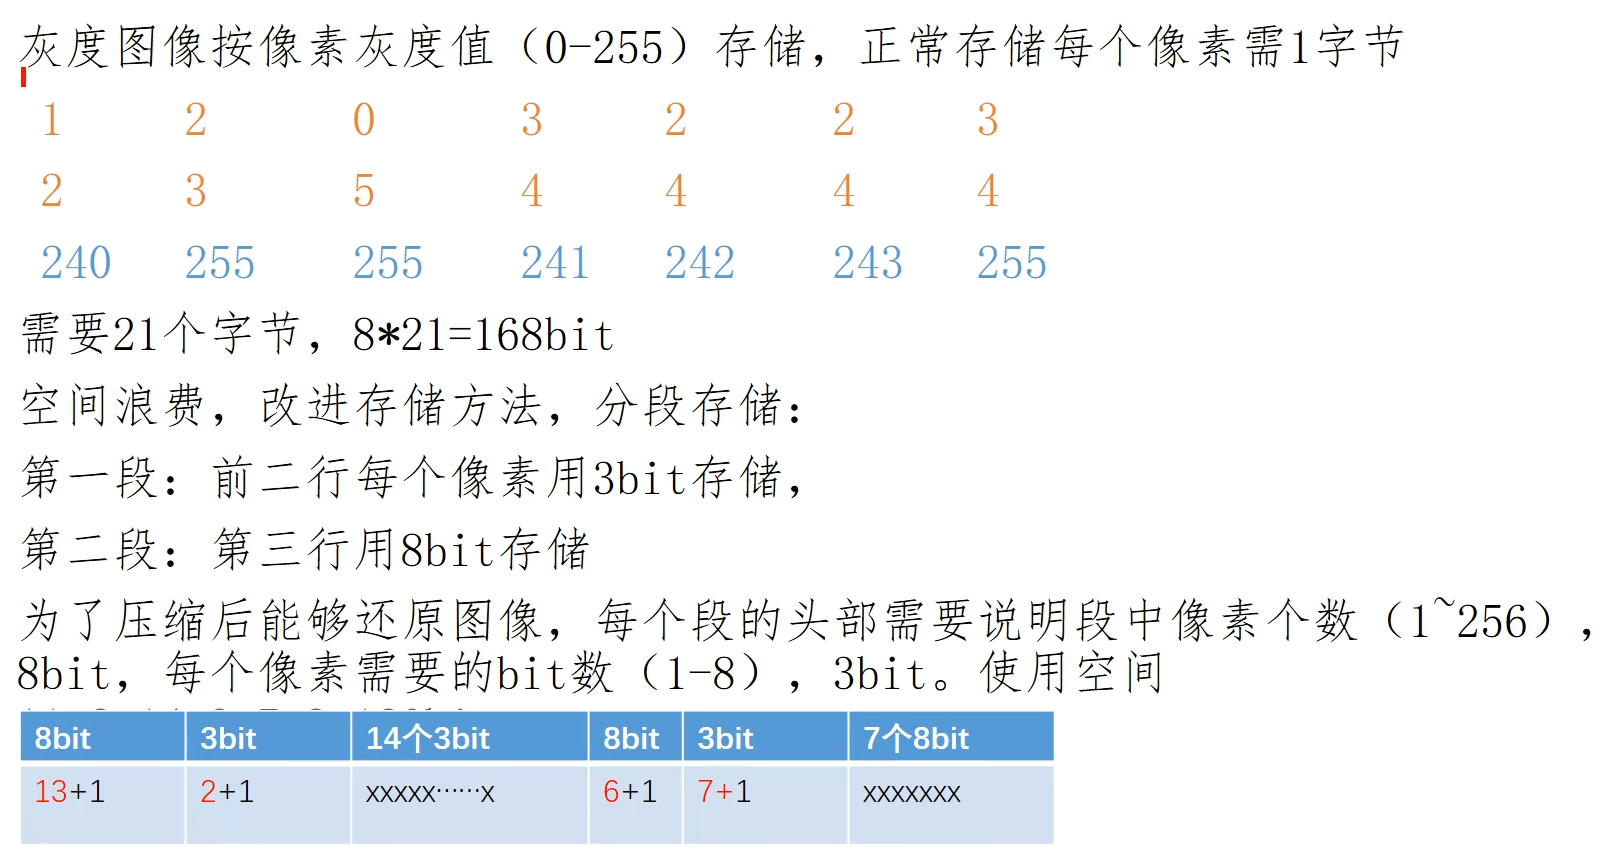 灰度图像按像素灰度值（0-255）存储，正常存储每个像素需1字节
1 2 0 3 2 2 3
2 3 5 4 4 4 4
240 255 255 241 242 243 255
需要21个字节，8*21=168bit
空间浪费，改进存储方法，分段存储：
第一段：前二行每个像素用3bit存储，
第二段：第三行用8bit存储
为了压缩后能够还原图像，每个段的头部需要说明段中像素个数（1~256），
8bit，每个像素需要的bit数（1-8），3bit。使用空间
8bit 3bit 14个3bit 8bit 3bit 7个8bit
13+1 2+1 xxxxx……x 6+1 7+1 xxxxxxx